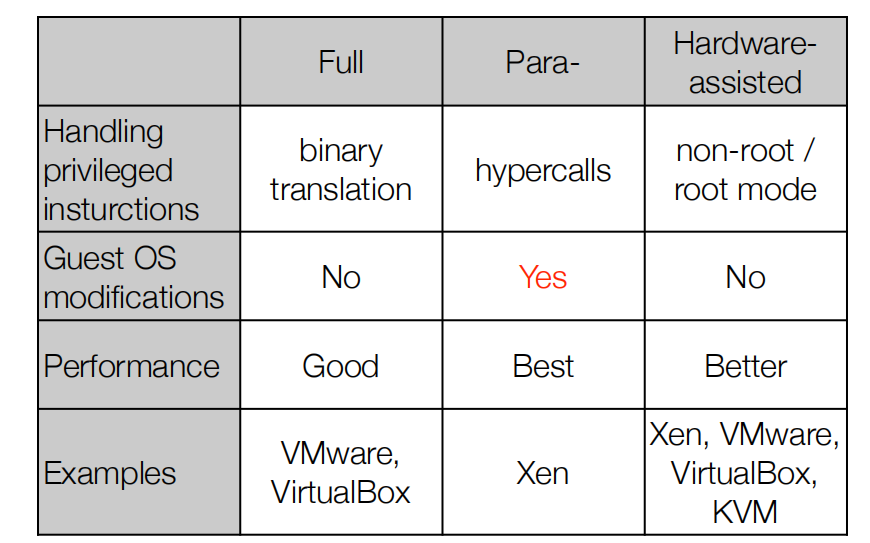 Full
Para-
Hardware-
assisted
Handling
privileged
insturctions
binary
translation
hypercalls
non-root /
root mode
Guest OS
modifications
No
Yes
No
Performance
Good
Best
Better
Examples
VMware,
VirtualBox
Xen
Xen, VMware,
VirtualBox,
KVM